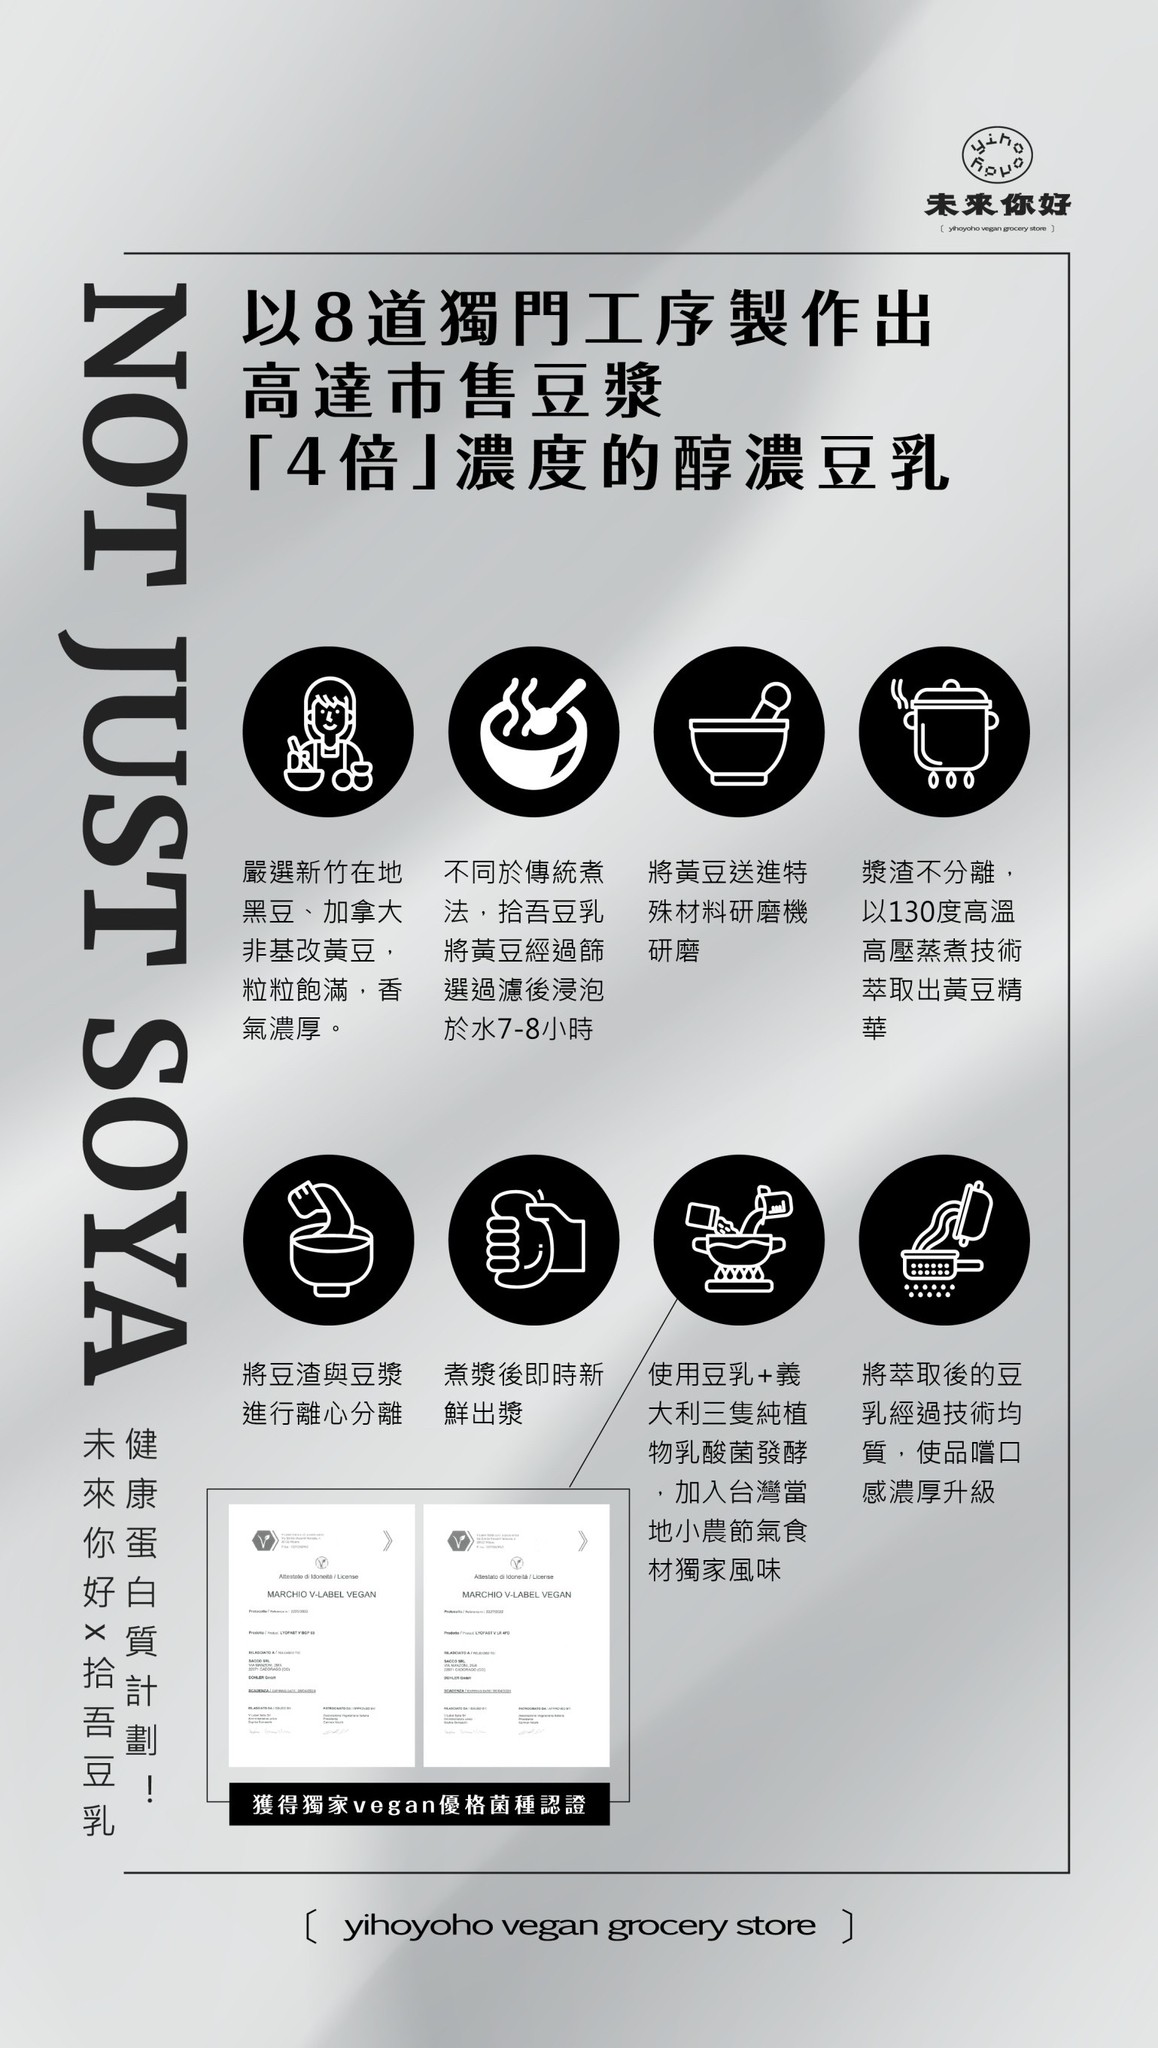 yiho
yoho
未來你好
〔 yihoyoho vegan grocery store 〕
NOT JUST SOYA
健康蛋白質計劃！
未來你好x拾吾豆乳
以8道獨門工序製作出
高達市售豆漿
「4倍」濃度的醇濃豆乳
嚴選新竹在地
黑豆、加拿大
非基改黃豆，
粒粒飽滿，香
氣濃厚。
不同於傳統煮
法，拾吾豆乳
將黃豆經過篩
選過濾後浸泡
於水7-8小時
將黃豆送進特
殊材料研磨機
研磨
漿渣不分離，
以130度高溫
高壓蒸煮技術
萃取出黃豆精
華
將豆渣與豆漿
進行離心分離
煮漿後即時新
鮮出漿
使用豆乳+義
大利三隻純植
物乳酸菌發酵
，加入台灣當
地小農節氣食
材獨家風味
將萃取後的豆
乳經過技術均
質，使品嚐口
感濃厚升級
Attestato di Idoneità / License
MARCHIO V-LABEL VEGAN
SACCO SRL
Attestato di Idoneità / License
MARCHIO V-LABEL VEGAN
SACCO SRL
獲得獨家vegan優格菌種認證
〔 yihoyoho vegan grocery store 〕